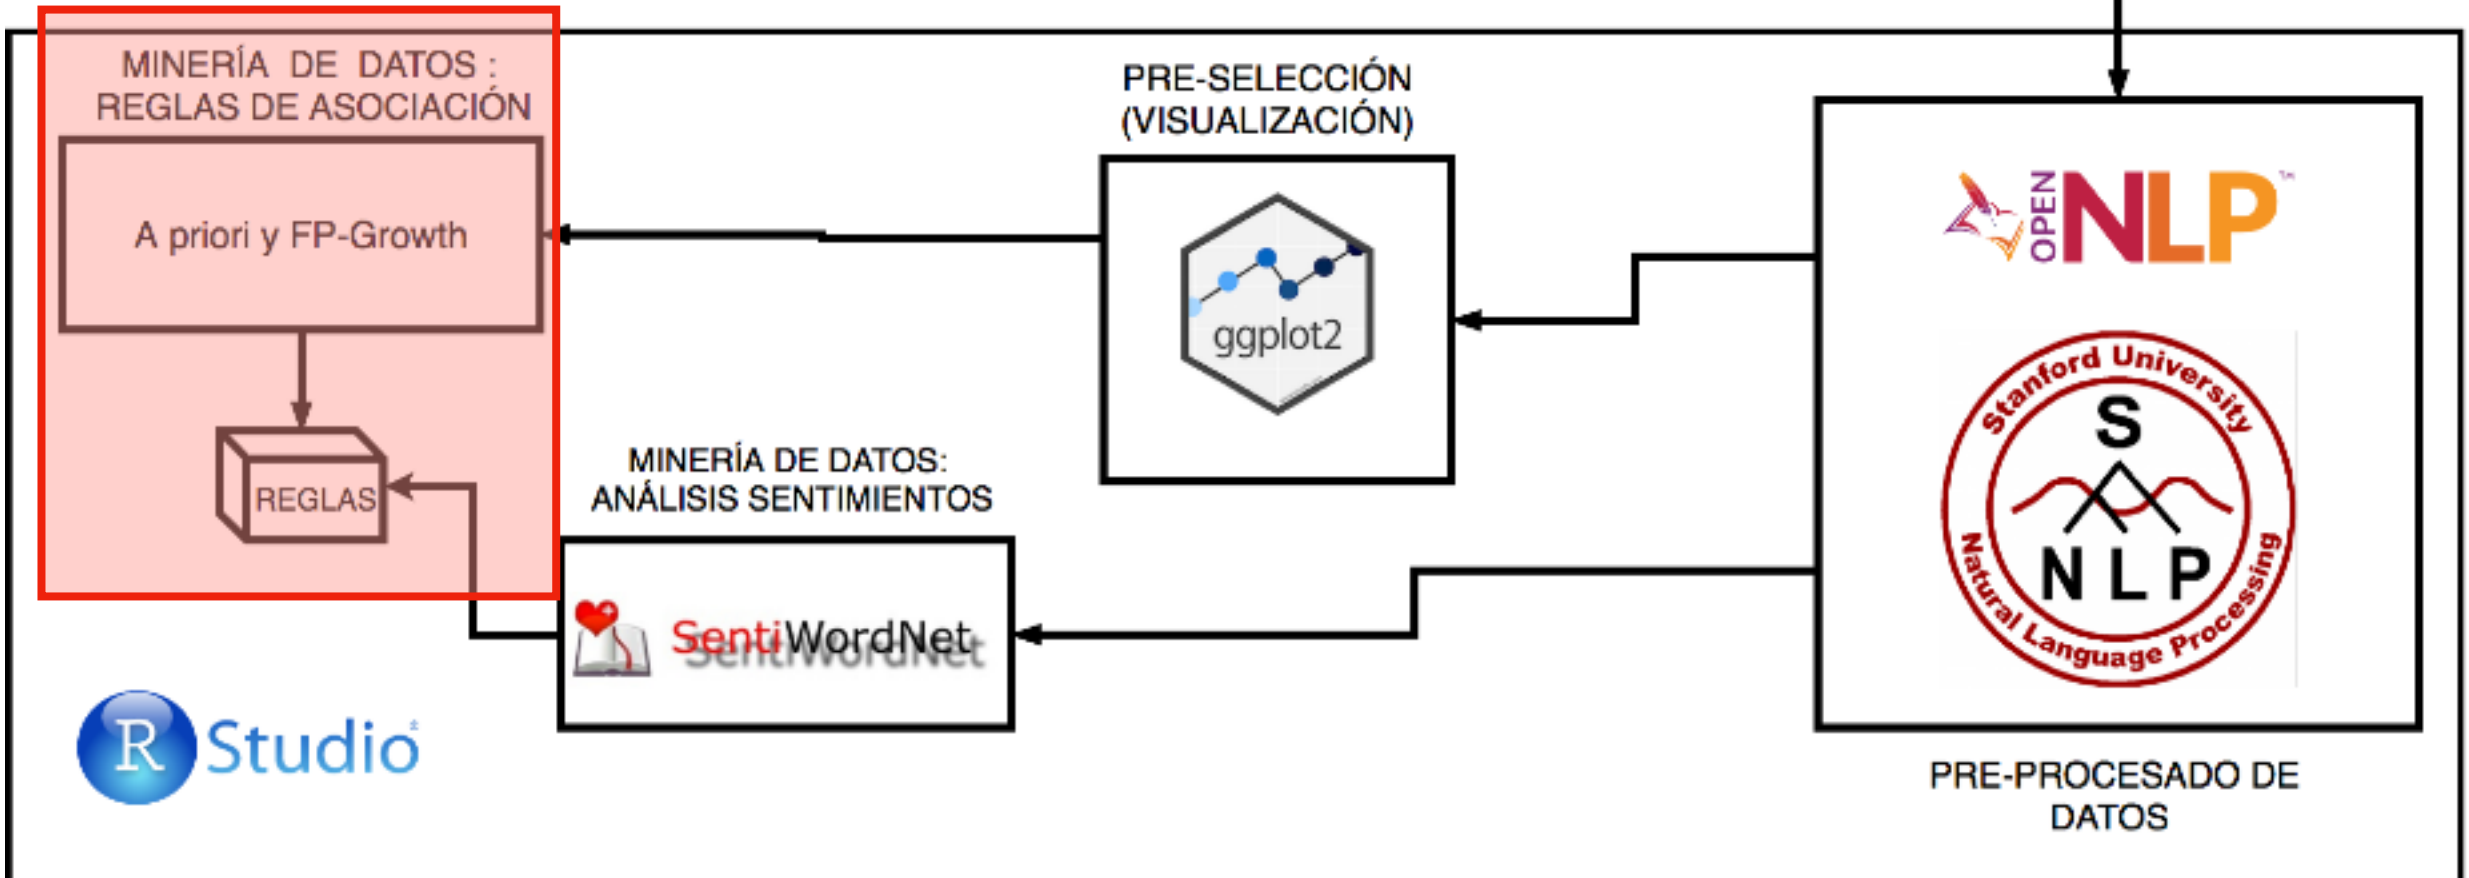 MINERÍA DE DATOS :
REGLAS DE ASOCIACIÓN
A priori y FP-Growth
REGLAS
PRE-SELECCIÓN
(VISUALIZACIÓN)
ggplot2
MINERÍA DE DATOS:
ANÁLISIS SENTIMIENTOS
SentiWordNet
R Studio
OPEN NLP™
Stanford University
S
NLP
Natural Language Processing
PRE-PROCESADO DE
DATOS